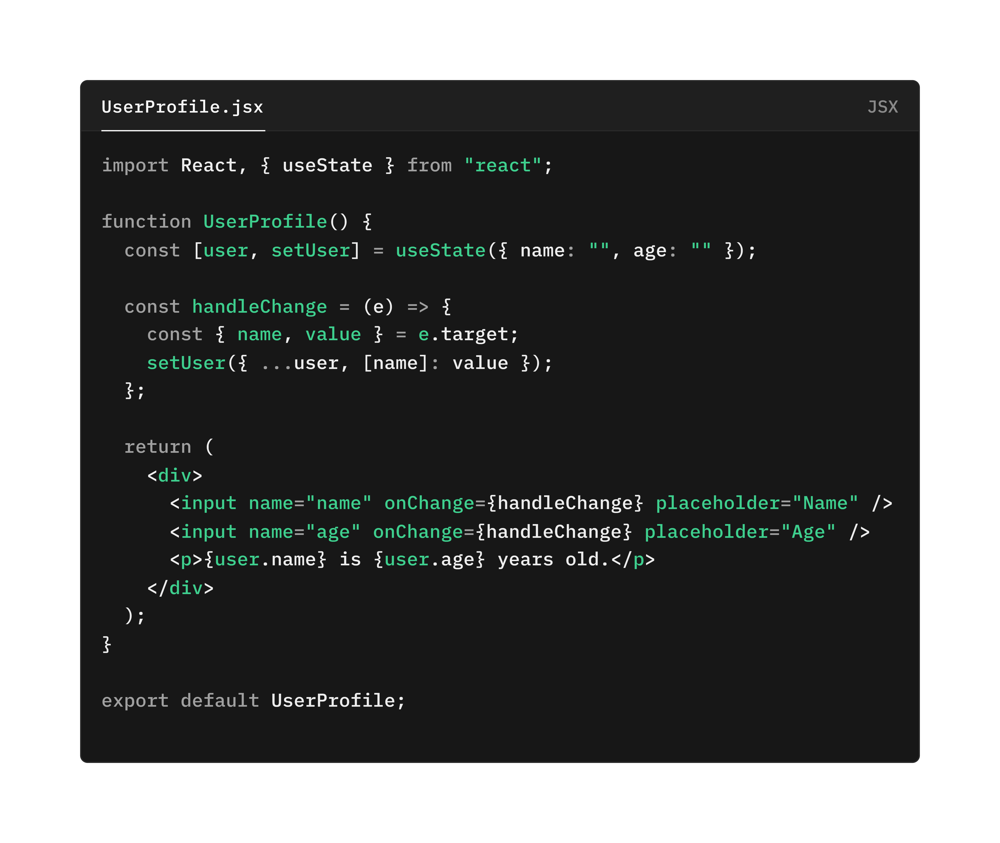 UserProfile.jsx JSX
import React, { useState } from "react";
function UserProfile() {
  const [user, setUser] = useState({ name: "", age: "" });
  const handleChange = (e) => {
    const { name, value } = e.target;
    setUser({ ...user, [name]: value });
  };
  return (
    <div>
      <input name="name" onChange={handleChange} placeholder="Name" />
      <input name="age" onChange={handleChange} placeholder="Age" />
      <p>{user.name} is {user.age} years old.</p>
    </div>
  );
}
export default UserProfile;